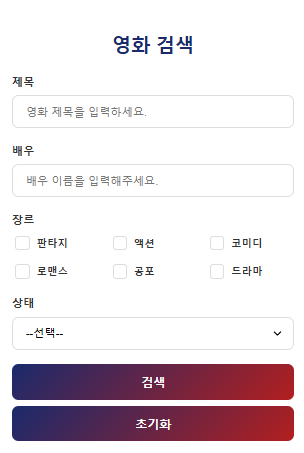 영화 검색
제목
영화 제목을 입력하세요.
배우
배우 이름을 입력해주세요.
장르
판타지 액션 코미디
로맨스 공포 드라마
상태
--선택--
검색
초기화